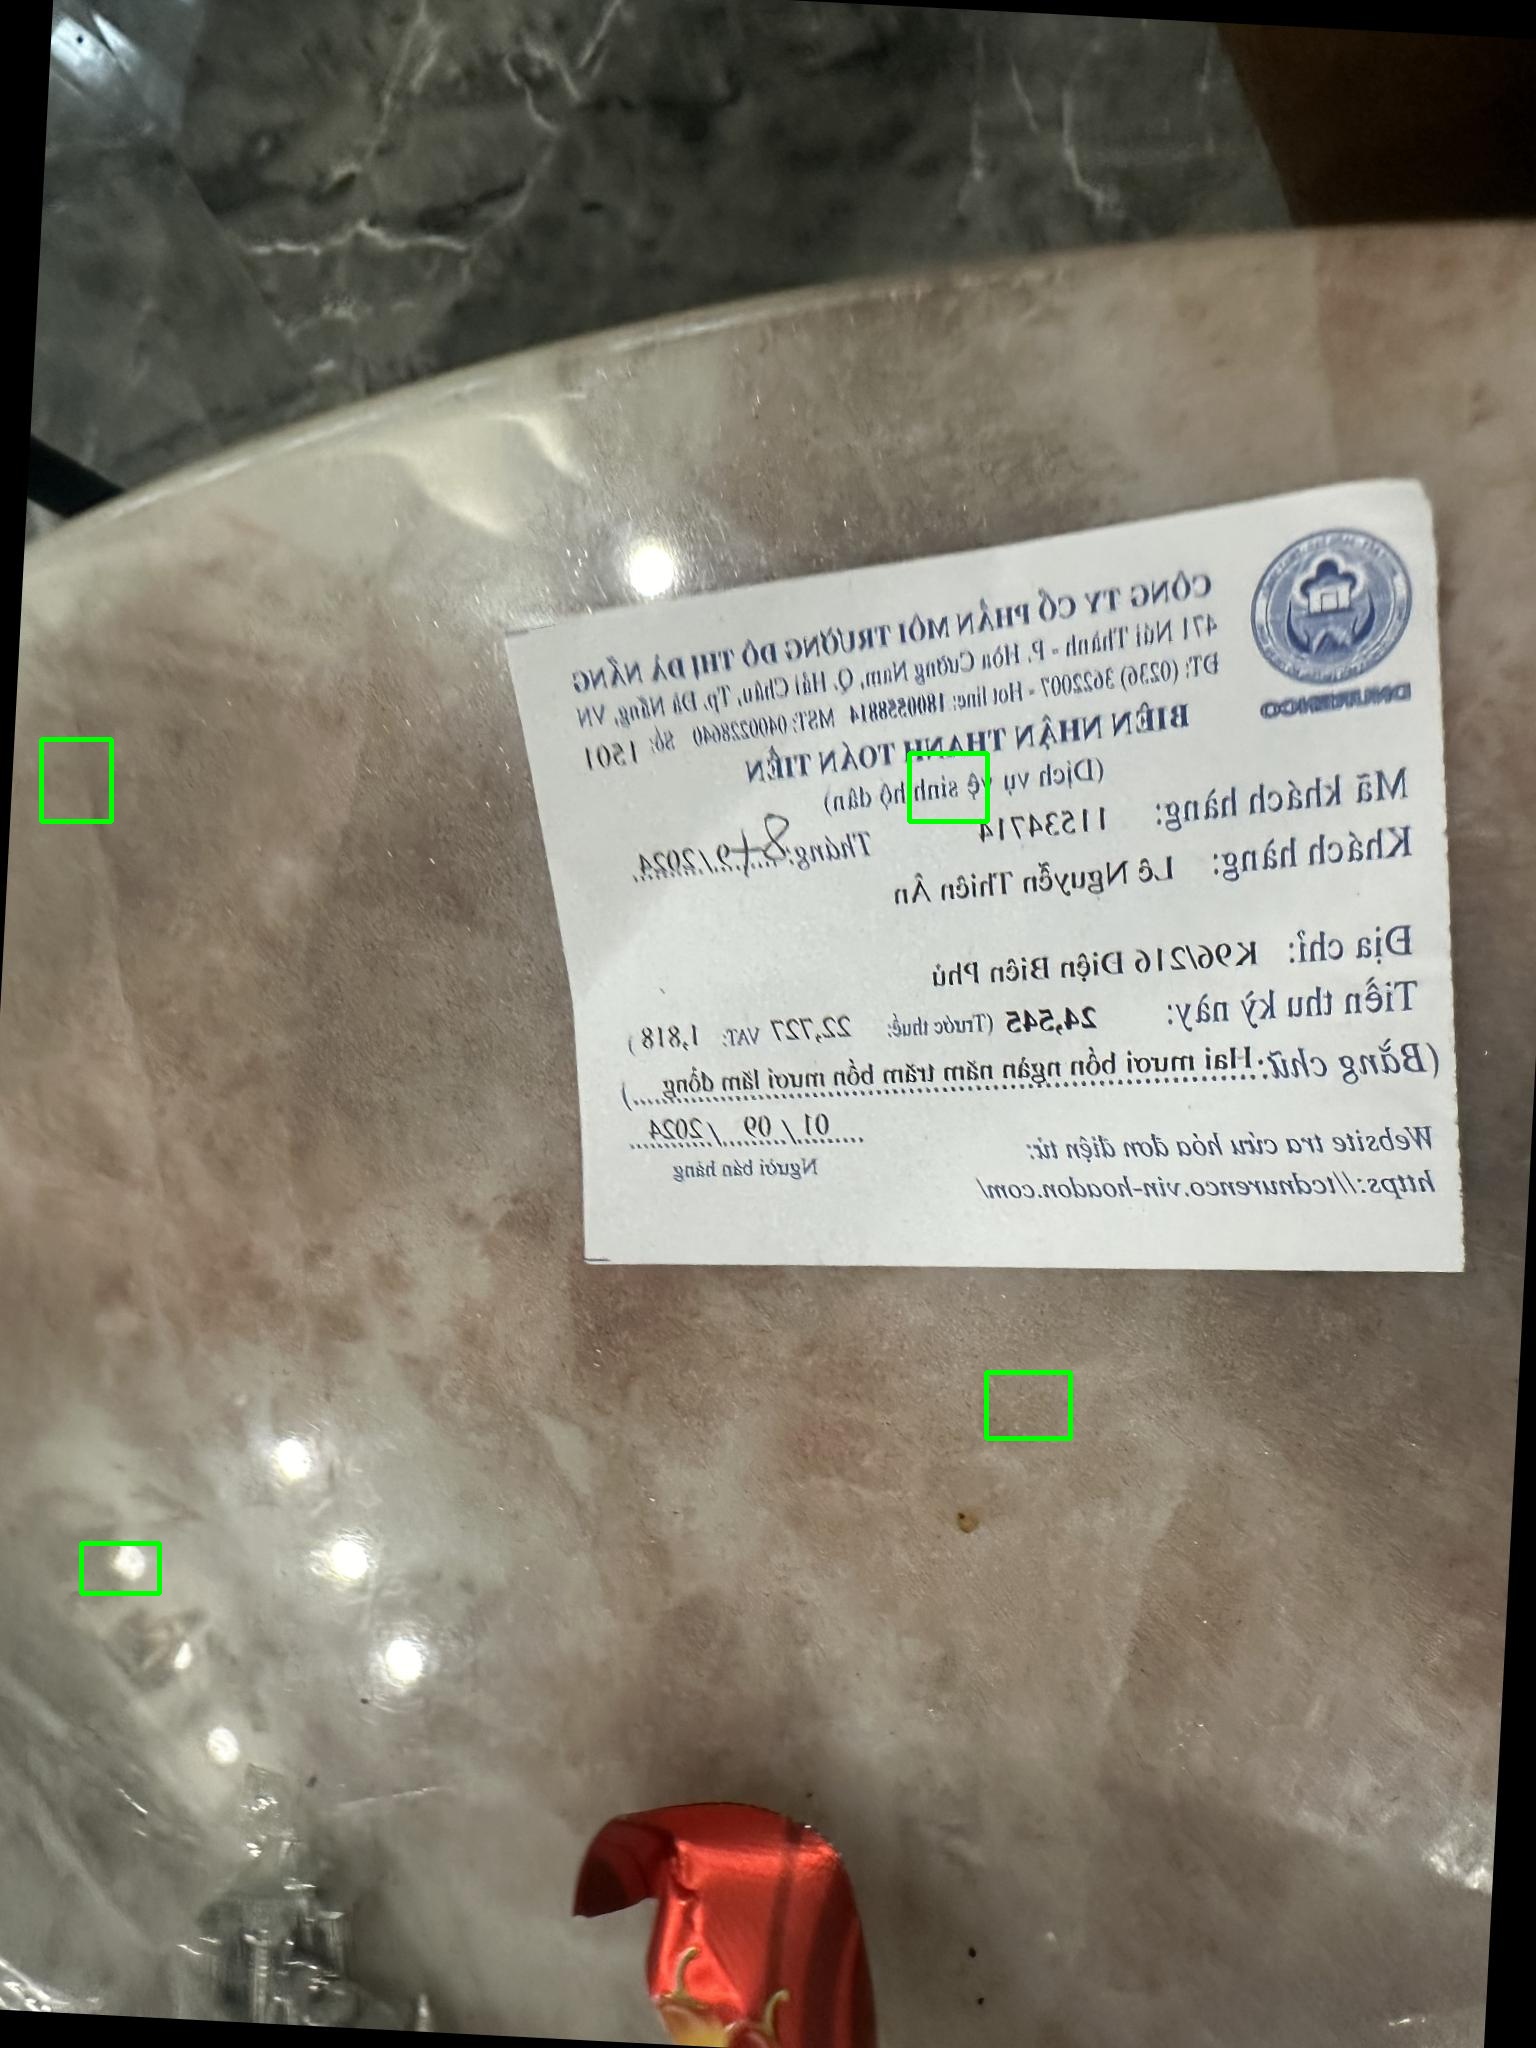 DNURENCO
CÔNG TY CỔ PHẦN MÔI TRƯỜNG ĐÔ THỊ ĐÀ NẴNG
471 Núi Thành - P. Hòa Cường Nam, Q. Hải Châu, Tp. Đà Nẵng, VN.
ĐT: (0236) 3622007 - Hot line: 1800558814 MST: 0400228640 Số: 1501
BIÊN NHẬN THANH TOÁN TIỀN
(Dịch vụ vệ sinh hộ dân)
Mã khách hàng: 11534714 Tháng: 8+9/2024
Khách hàng: Lê Nguyễn Thiên Ân
Địa chỉ: K96/216 Điện Biên Phủ
Tiền thu kỳ này: 24,545 (Trước thuế: 22,727 VAT: 1,818 )
(Bằng chữ: Hai mươi bốn ngàn năm trăm bốn mươi lăm đồng.....)
01 / 09 / 2024
Người bán hàng
Website tra cứu hóa đơn điện tử:
https://tcdnurenco.vin-hoadon.com/